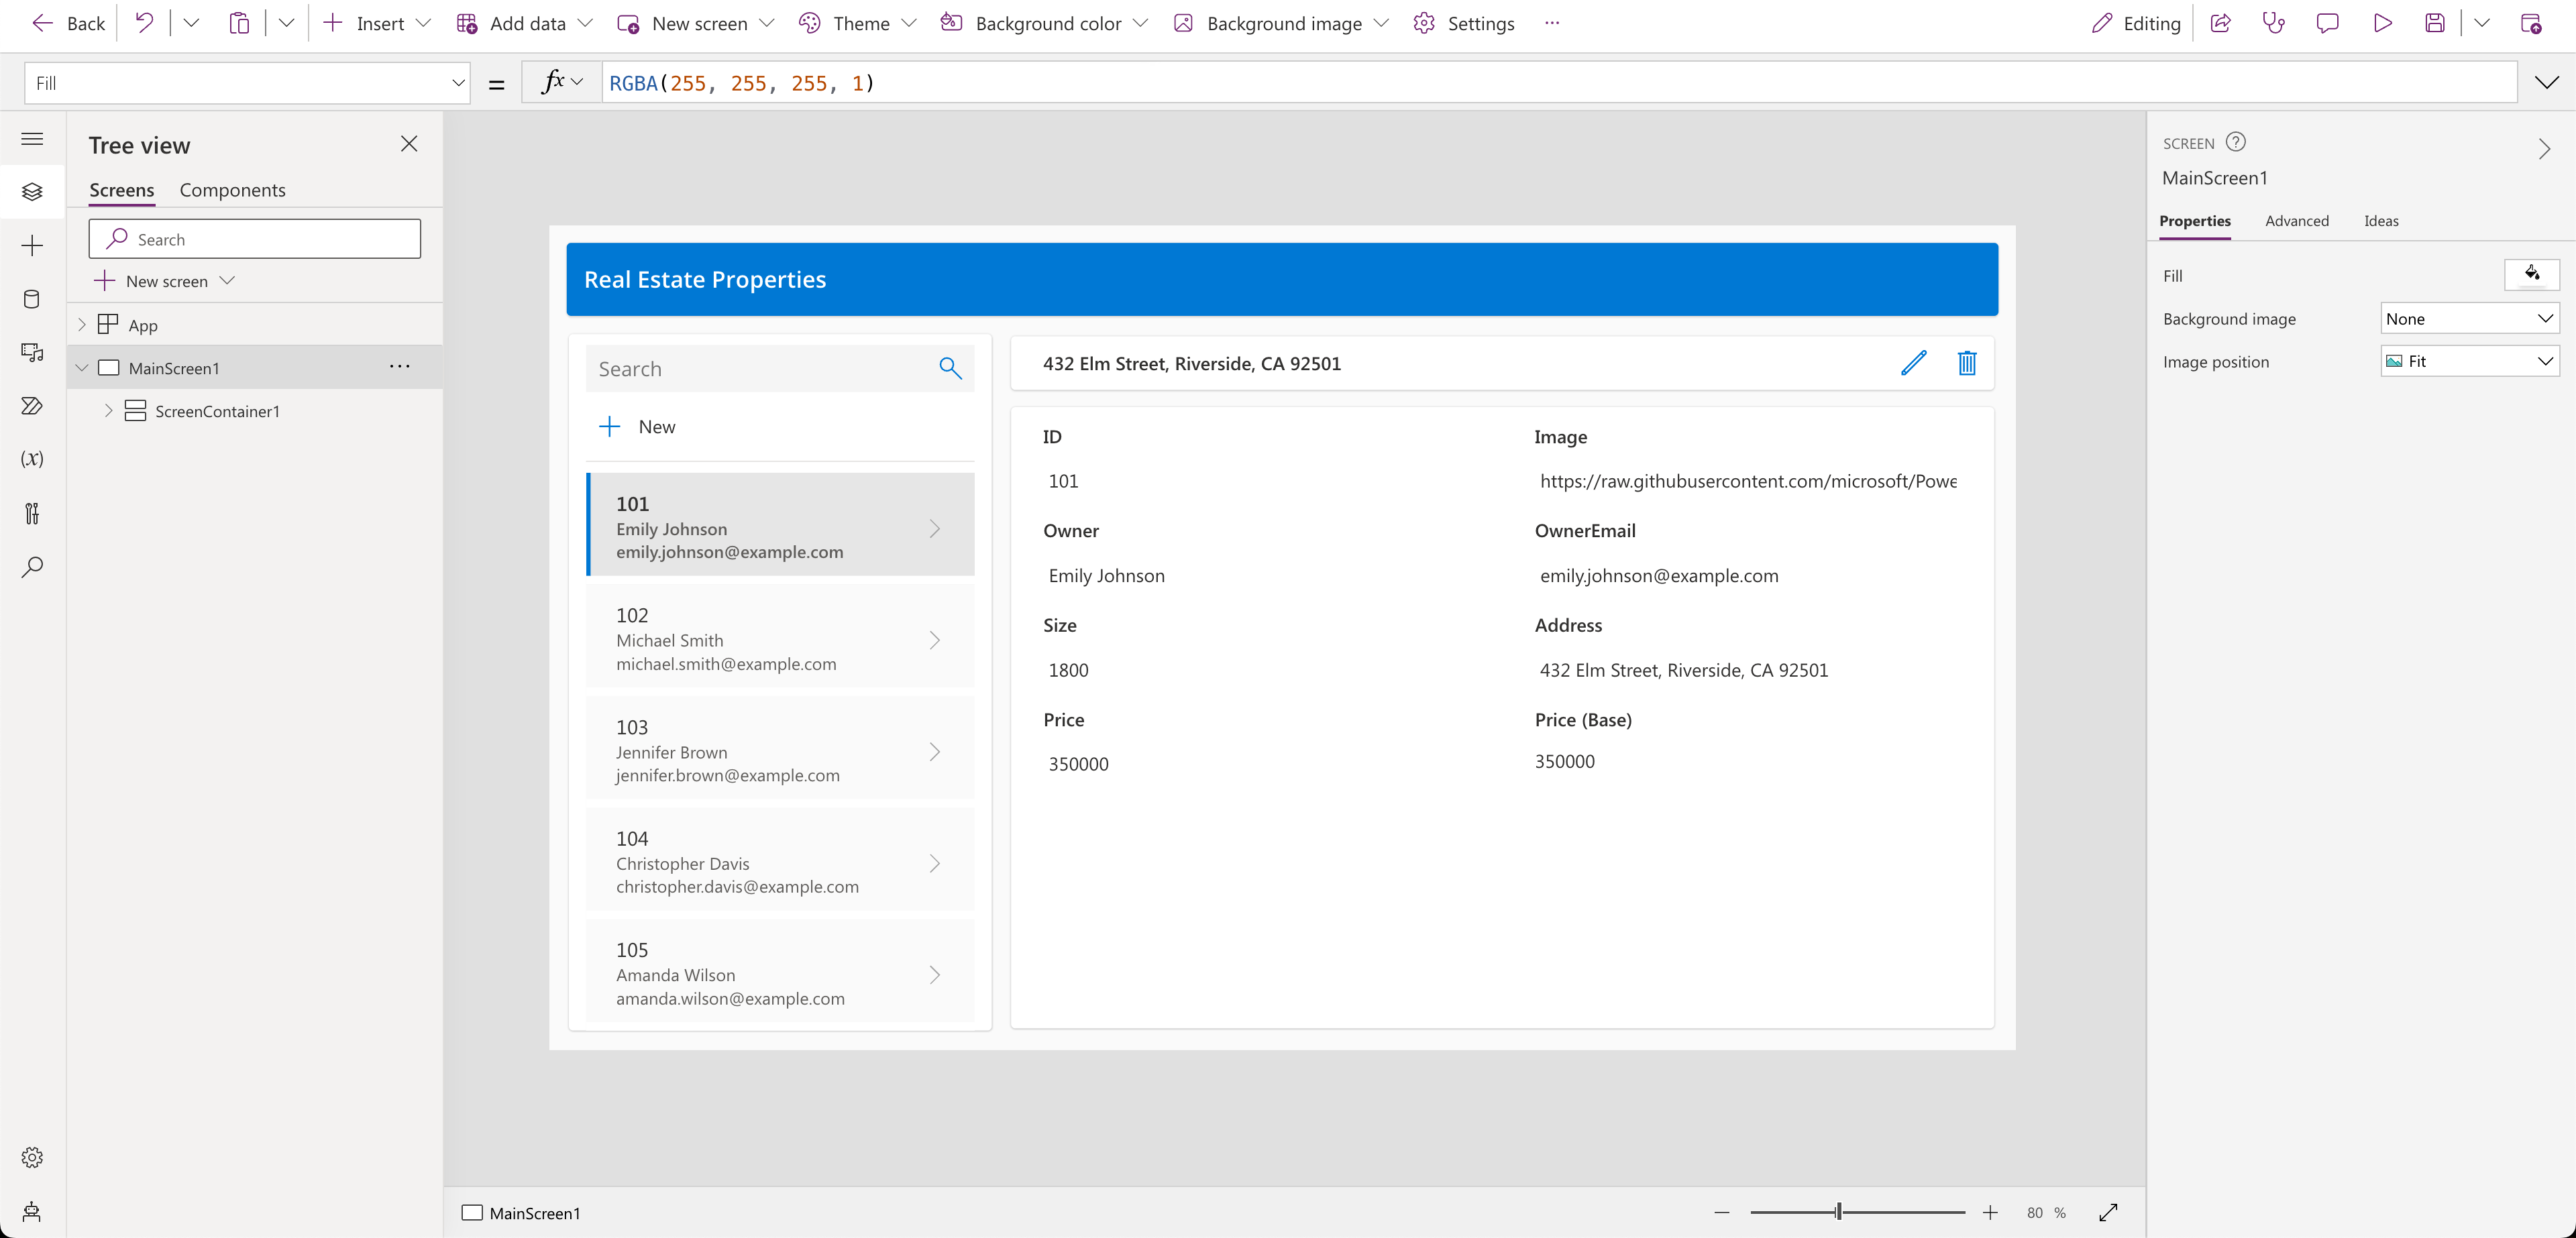 Back
Insert
Add data
New screen
Theme
Background color
Background image
Settings
...
Editing
Fill
=
fx
RGBA(255, 255, 255, 1)
Tree view
Screens Components
Search
New screen
App
MainScreen1
...
ScreenContainer1
(x)
Real Estate Properties
Search
New
101
Emily Johnson
emily.johnson@example.com
102
Michael Smith
michael.smith@example.com
103
Jennifer Brown
jennifer.brown@example.com
104
Christopher Davis
christopher.davis@example.com
105
Amanda Wilson
amanda.wilson@example.com
432 Elm Street, Riverside, CA 92501
ID
101
Image
https://raw.githubusercontent.com/microsoft/Powe
Owner
Emily Johnson
OwnerEmail
emily.johnson@example.com
Size
1800
Address
432 Elm Street, Riverside, CA 92501
Price
350000
Price (Base)
350000
MainScreen1
80 %
SCREEN
MainScreen1
Properties Advanced Ideas
Fill
Background image None
Image position Fit